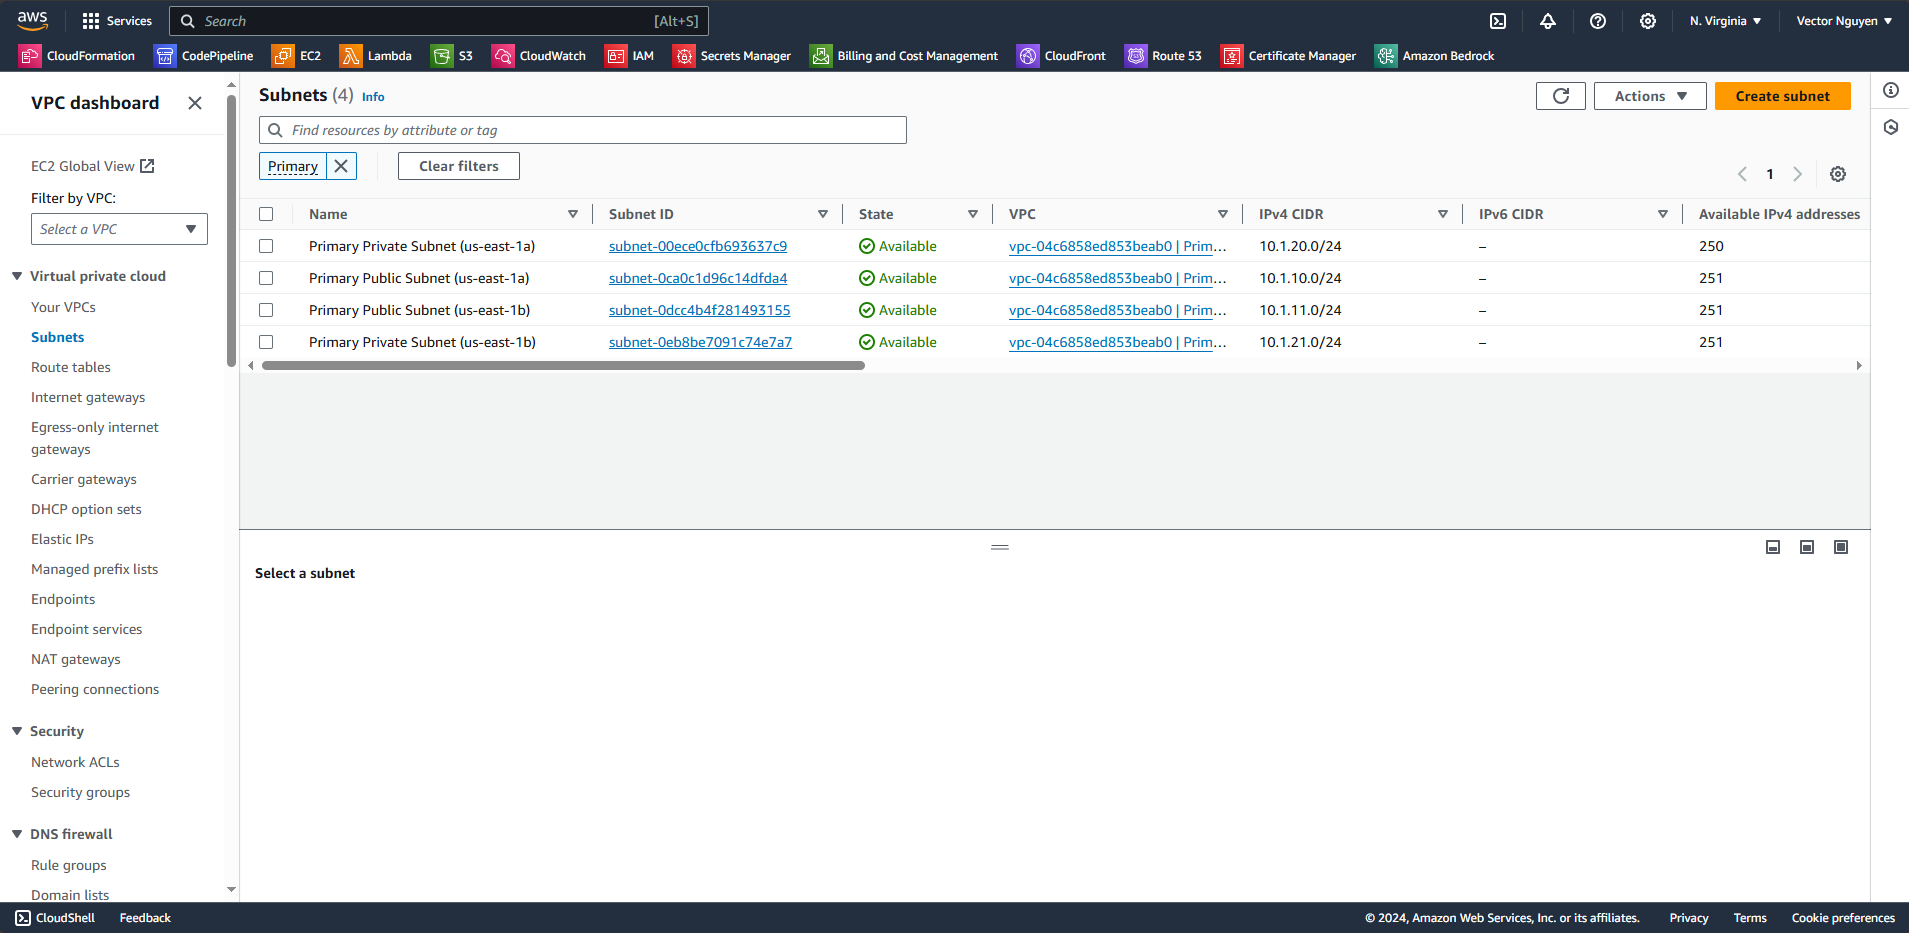 aws Services Search [Alt+S] N. Virginia Vector Nguyen
CloudFormation CodePipeline EC2 Lambda S3 CloudWatch IAM Secrets Manager Billing and Cost Management CloudFront Route 53 Certificate Manager Amazon Bedrock
VPC dashboard
EC2 Global View
Filter by VPC:
Select a VPC
Virtual private cloud
Your VPCs
Subnets
Route tables
Internet gateways
Egress-only internet
gateways
Carrier gateways
DHCP option sets
Elastic IPs
Managed prefix lists
Endpoints
Endpoint services
NAT gateways
Peering connections
Security
Network ACLs
Security groups
DNS firewall
Rule groups
Domain lists
Subnets (4) Info
Actions Create subnet
Find resources by attribute or tag
Primary Clear filters
1
Name Subnet ID State VPC IPv4 CIDR IPv6 CIDR Available IPv4 addresses
Primary Private Subnet (us-east-1a) subnet-00ece0cfb693637c9 Available vpc-04c6858ed853beab0 | Prim... 10.1.20.0/24 – 250
Primary Public Subnet (us-east-1a) subnet-0ca0c1d96c14dfda4 Available vpc-04c6858ed853beab0 | Prim... 10.1.10.0/24 – 251
Primary Public Subnet (us-east-1b) subnet-0dcc4b4f281493155 Available vpc-04c6858ed853beab0 | Prim... 10.1.11.0/24 – 251
Primary Private Subnet (us-east-1b) subnet-0eb8be7091c74e7a7 Available vpc-04c6858ed853beab0 | Prim... 10.1.21.0/24 – 251
Select a subnet
CloudShell Feedback © 2024, Amazon Web Services, Inc. or its affiliates. Privacy Terms Cookie preferences